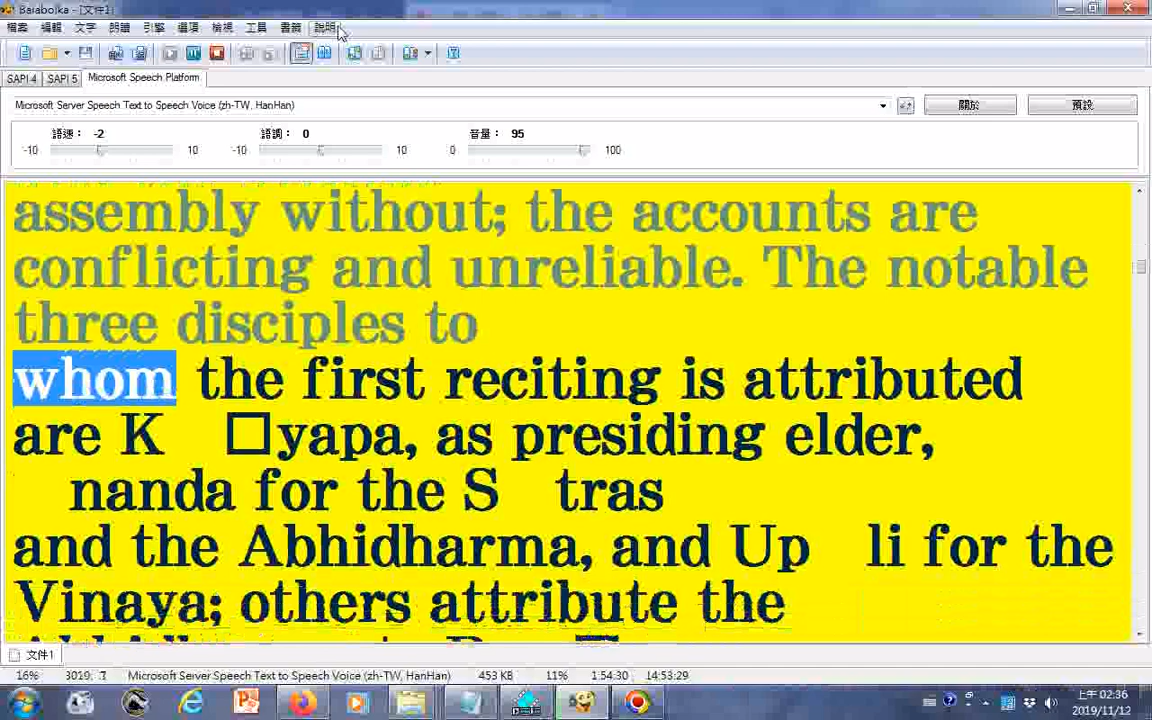 Balabolka - [文件1]
檔案 編輯 文字 朗讀 引擎 選項 檢視 工具 書籤 說明
SAPI 4 SAPI 5 Microsoft Speech Platform
Microsoft Server Speech Text to Speech Voice (zh-TW, HanHan) 關於 預設
語速： -2 語調： 0 音量： 95
-10 10 -10 10 0 100
assembly without; the accounts are
conflicting and unreliable. The notable
three disciples to
whom the first reciting is attributed
are K □yapa, as presiding elder,
nanda for the S tras
and the Abhidharma, and Up li for the
Vinaya; others attribute the
文件1
16% 3019: 1 Microsoft Server Speech Text to Speech Voice (zh-TW, HanHan) 453 KB 11% 1:54:30 14:53:29
上午 02:36
2019/11/12